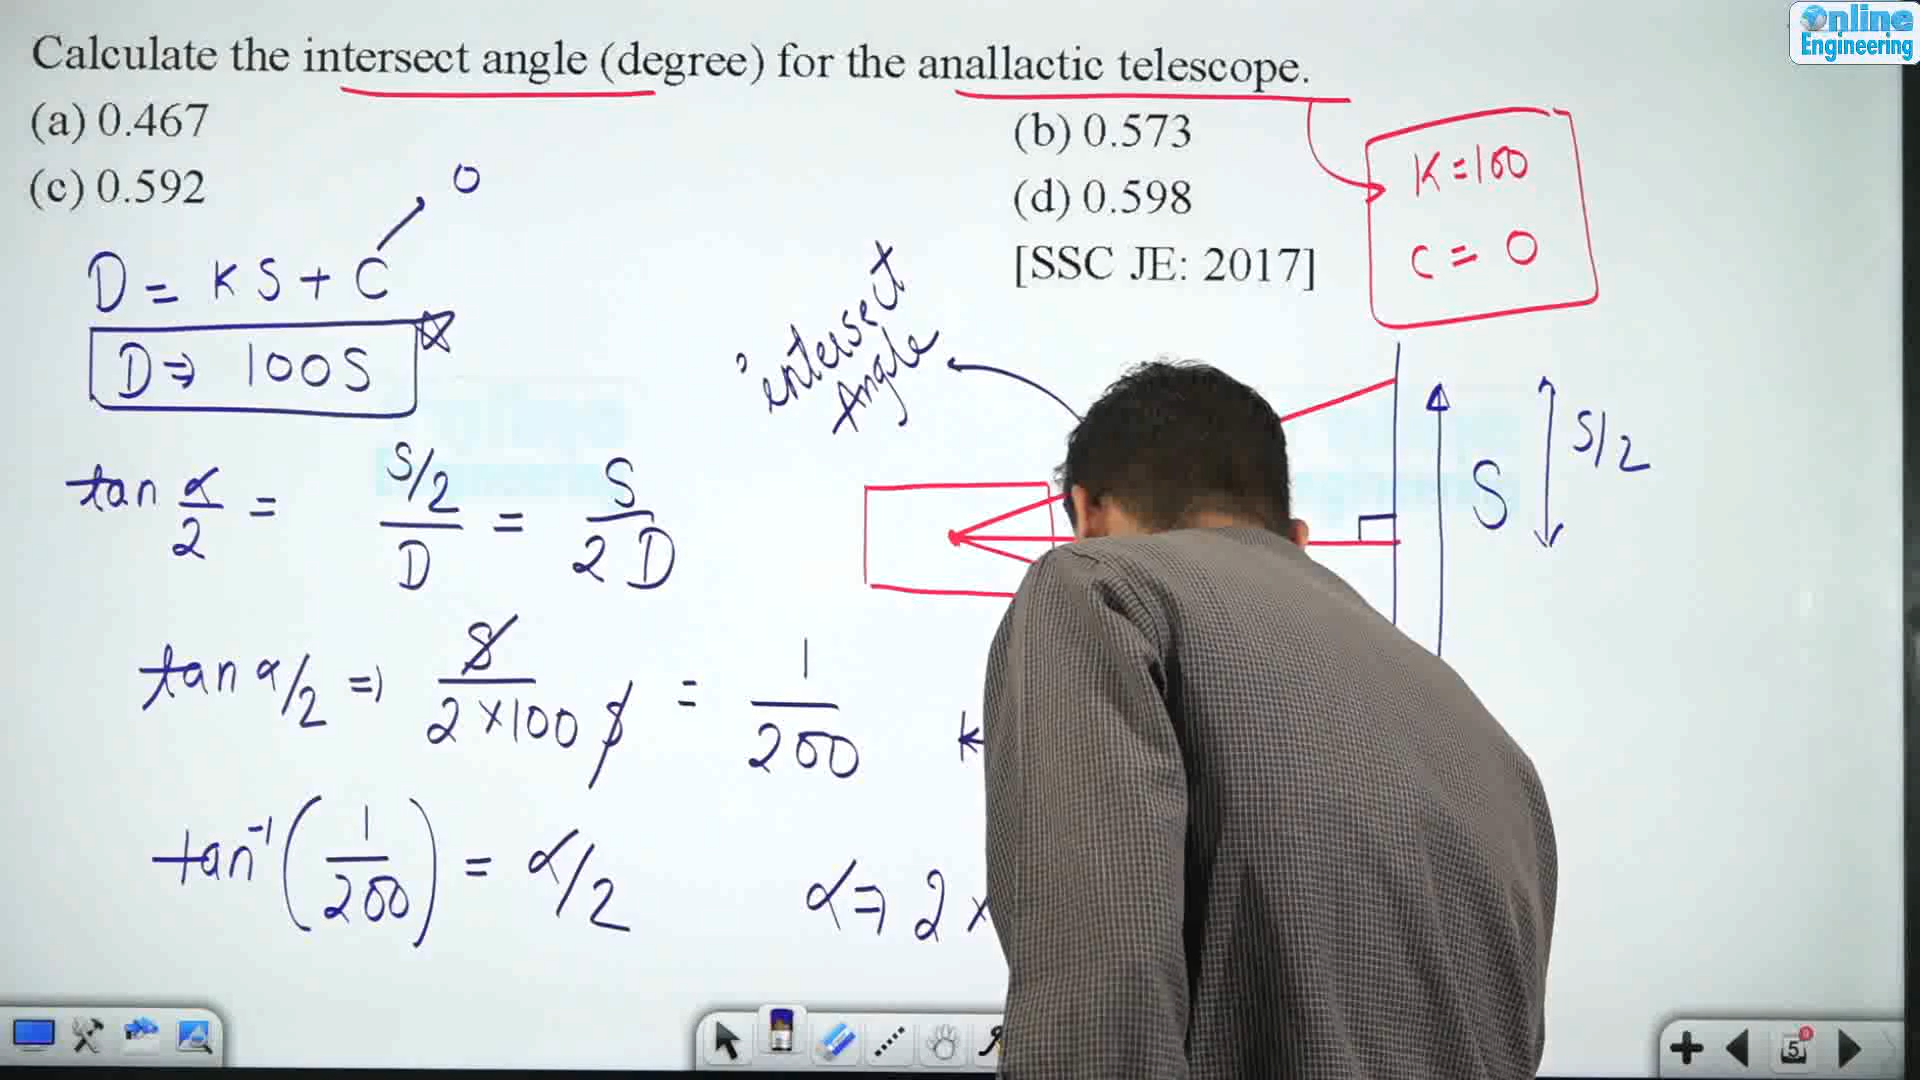 Online
Engineering
Calculate the intersect angle (degree) for the anallactic telescope.
(a) 0.467
(b) 0.573
(c) 0.592
(d) 0.598
[SSC JE: 2017]
K = 100
C = 0
0
D = KS + C
D ⇒ 100S
intersect
Angle
S
S/2
tan α/2 = S/2 / D = S / 2D
tan α/2 ⇒ S / 2×100 S = 1/200
tan⁻¹(1/200) = α/2
α ⇒ 2 ×
5